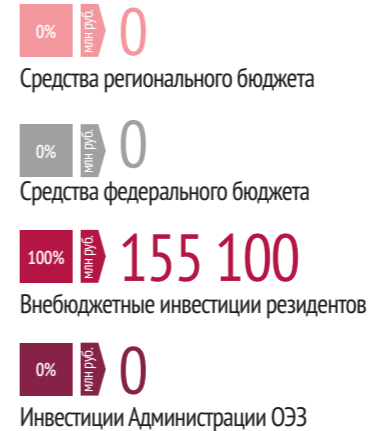 0% млн руб. 0
Средства регионального бюджета
0% млн руб. 0
Средства федерального бюджета
100% млн руб. 155 100
Внебюджетные инвестиции резидентов
0% млн руб. 0
Инвестиции Администрации ОЭЗ